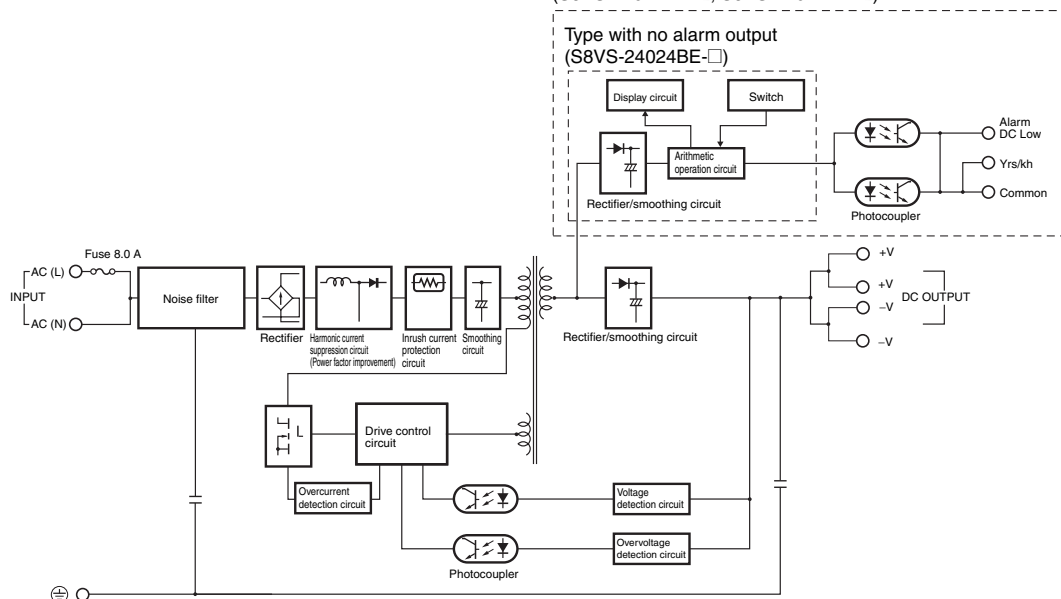 Type with no alarm output
(S8VS-24024BE-□)
Display circuit
Switch
Alarm
DC Low
Arithmetic
operation circuit
Yrs/kh
Common
Rectifier/smoothing circuit
Photocoupler
Fuse 8.0 A
AC (L)
INPUT
AC (N)
Noise filter
Rectifier
Harmonic current
suppression circuit
(Power factor improvement)
Inrush current
protection
circuit
Smoothing
circuit
Rectifier/smoothing circuit
+V
+V
DC OUTPUT
–V
–V
Drive control
circuit
L
Overcurrent
detection circuit
Voltage
detection circuit
Overvoltage
detection circuit
Photocoupler